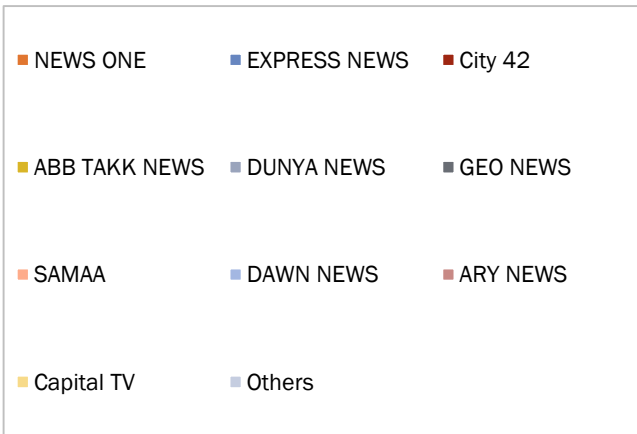 NEWS ONE EXPRESS NEWS City 42
ABB TAKK NEWS DUNYA NEWS GEO NEWS
SAMAA DAWN NEWS ARY NEWS
Capital TV Others